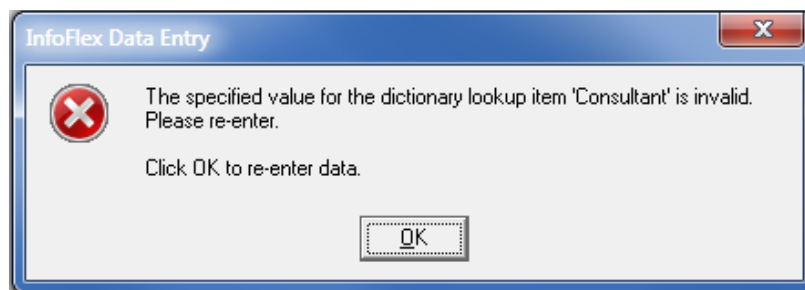 InfoFlex Data Entry
The specified value for the dictionary lookup item 'Consultant' is invalid.
Please re-enter.
Click OK to re-enter data.
OK